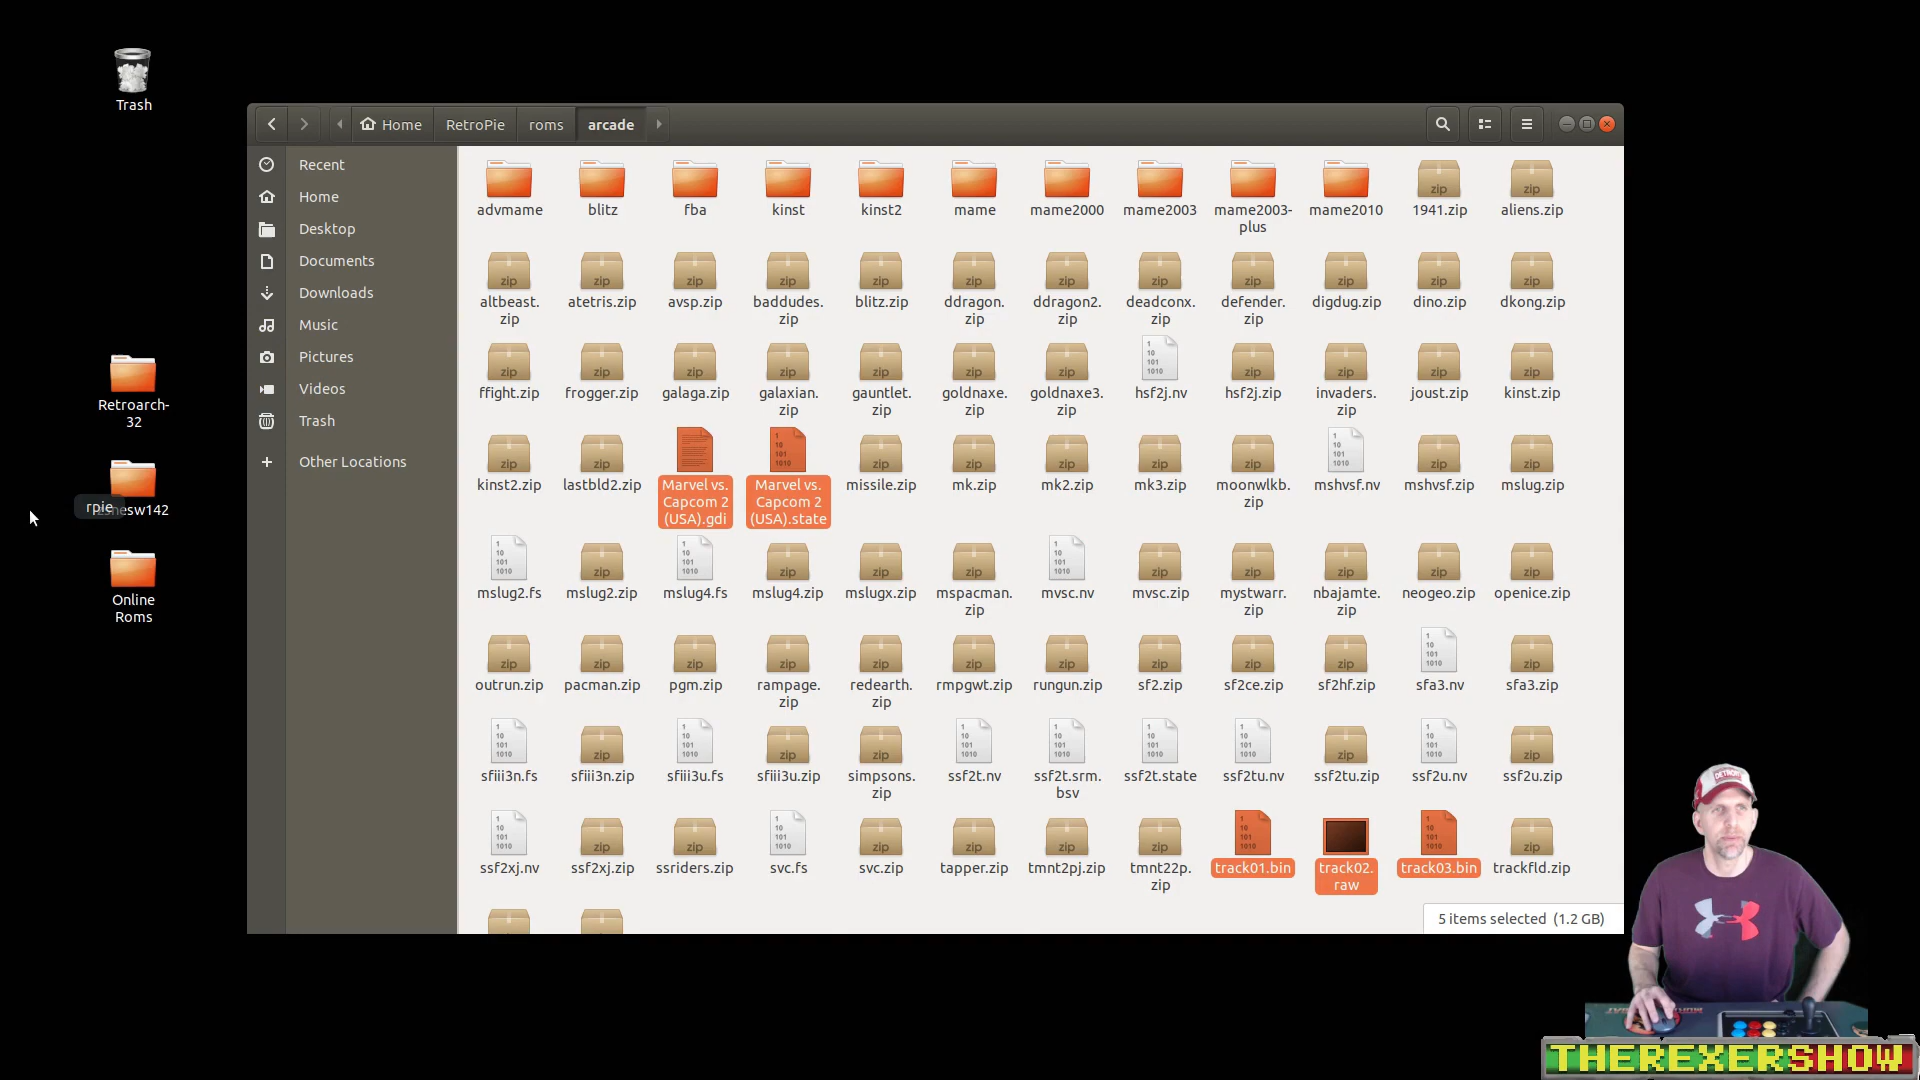 Trash
Home
RetroPie
roms
arcade
Recent
Home
Desktop
Documents
Downloads
Music
Pictures
Videos
Trash
Other Locations
Retroarch-
32
rpie
zsnesw142
Online
Roms
advmame
blitz
fba
kinst
kinst2
mame
mame2000
mame2003
mame2003-
plus
mame2010
1941.zip
aliens.zip
altbeast.
zip
atetris.zip
avsp.zip
baddudes.
zip
blitz.zip
ddragon.
zip
ddragon2.
zip
deadconx.
zip
defender.
zip
digdug.zip
dino.zip
dkong.zip
ffight.zip
frogger.zip
galaga.zip
galaxian.
zip
gauntlet.
zip
goldnaxe.
zip
goldnaxe3.
zip
hsf2j.nv
hsf2j.zip
invaders.
zip
joust.zip
kinst.zip
kinst2.zip
lastbld2.zip
Marvel vs.
Capcom 2
(USA).gdi
Marvel vs.
Capcom 2
(USA).state
missile.zip
mk.zip
mk2.zip
mk3.zip
moonwlkb.
zip
mshvsf.nv
mshvsf.zip
mslug.zip
mslug2.fs
mslug2.zip
mslug4.fs
mslug4.zip
mslugx.zip
mspacman.
zip
mvsc.nv
mvsc.zip
mystwarr.
zip
nbajamte.
zip
neogeo.zip
openice.zip
outrun.zip
pacman.zip
pgm.zip
rampage.
zip
redearth.
zip
rmpgwt.zip
rungun.zip
sf2.zip
sf2ce.zip
sf2hf.zip
sfa3.nv
sfa3.zip
sfiii3n.fs
sfiii3n.zip
sfiii3u.fs
sfiii3u.zip
simpsons.
zip
ssf2t.nv
ssf2t.srm.
bsv
ssf2t.state
ssf2tu.nv
ssf2tu.zip
ssf2u.nv
ssf2u.zip
ssf2xj.nv
ssf2xj.zip
ssriders.zip
svc.fs
svc.zip
tapper.zip
tmnt2pj.zip
tmnt22p.
zip
track01.bin
track02.
raw
track03.bin
trackfld.zip
5 items selected (1.2 GB)
DETROIT
THEREXERSHOW